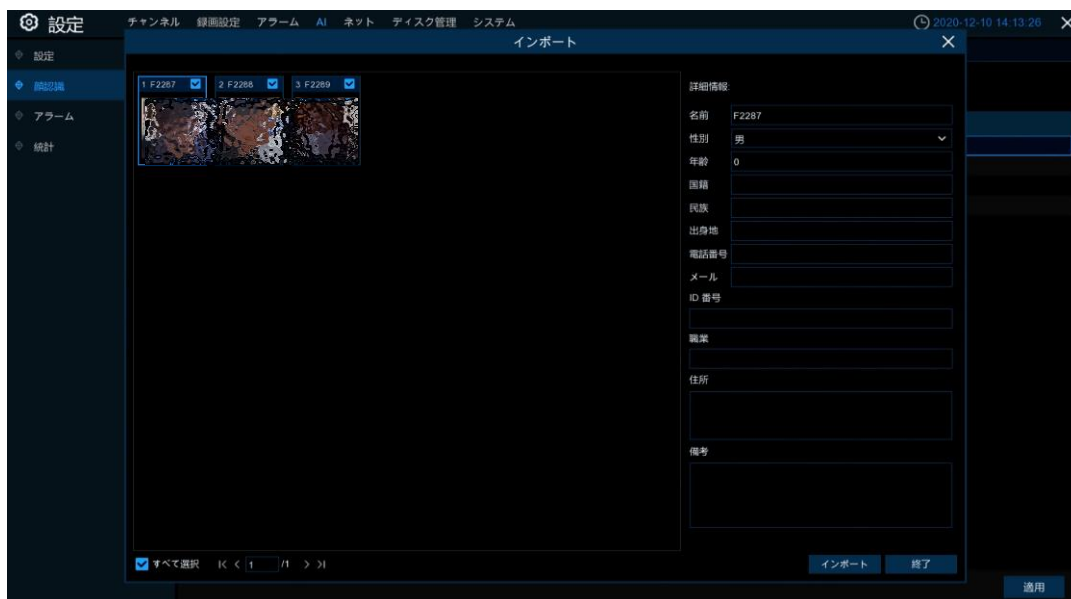 設定 チャンネル 録画設定 アラーム AI ネット ディスク管理 システム 2020-12-10 14:13:26
インポート
設定
顔認識
アラーム
統計
1 F2287 2 F2288 3 F2289
詳細情報:
名前 F2287
性別 男
年齢 0
国籍
民族
出身地
電話番号
メール
ID 番号
職業
住所
備考
すべて選択 1 /1
インポート 終了
適用